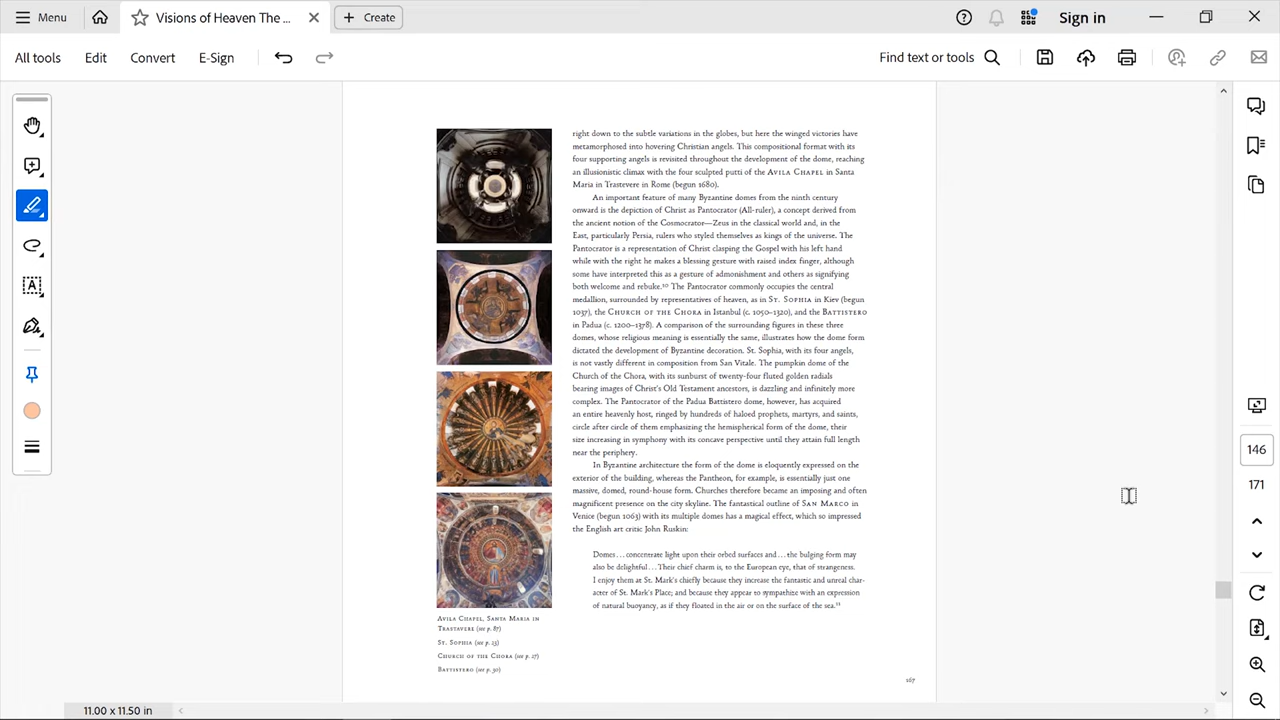 Menu
Visions of Heaven The ...
Create
Sign in
All tools
Edit
Convert
E-Sign
Find text or tools
right down to the subtle variations in the globes, but here the winged victories have
metamorphosed into hovering Christian angels. This compositional format with its
four supporting angels is revisited throughout the development of the dome, reaching
an illusionistic climax with the four sculpted putti of the AVILA CHAPEL in Santa
Maria in Trastevere in Rome (begun 1680).
An important feature of many Byzantine domes from the ninth century
onward is the depiction of Christ as Pantocrator (All-ruler), a concept derived from
the ancient notion of the Cosmocrator—Zeus in the classical world and, in the
East, particularly Persia, rulers who styled themselves as kings of the universe. The
Pantocrator is a representation of Christ clasping the Gospel with his left hand
while with the right he makes a blessing gesture with raised index finger, although
some have interpreted this as a gesture of admonishment and others as signifying
both welcome and rebuke.10 The Pantocrator commonly occupies the central
medallion, surrounded by representatives of heaven, as in ST. SOPHIA in Kiev (begun
1037), the CHURCH OF THE CHORA in Istanbul (c. 1050–1320), and the BATTISTERO
in Padua (c. 1200–1378). A comparison of the surrounding figures in these three
domes, whose religious meaning is essentially the same, illustrates how the dome form
dictated the development of Byzantine decoration. St. Sophia, with its four angels,
is not vastly different in composition from San Vitale. The pumpkin dome of the
Church of the Chora, with its sunburst of twenty-four fluted golden radials
bearing images of Christ's Old Testament ancestors, is dazzling and infinitely more
complex. The Pantocrator of the Padua Battistero dome, however, has acquired
an entire heavenly host, ringed by hundreds of haloed prophets, martyrs, and saints,
circle after circle of them emphasizing the hemispherical form of the dome, their
size increasing in symphony with its concave perspective until they attain full length
near the periphery.
In Byzantine architecture the form of the dome is eloquently expressed on the
exterior of the building, whereas the Pantheon, for example, is essentially just one
massive, domed, round-house form. Churches therefore became an imposing and often
magnificent presence on the city skyline. The fantastical outline of SAN MARCO in
Venice (begun 1063) with its multiple domes has a magical effect, which so impressed
the English art critic John Ruskin:
Domes...concentrate light upon their orbed surfaces and...the bulging form may
also be delightful...Their chief charm is, to the European eye, that of strangeness.
I enjoy them at St. Mark's chiefly because they increase the fantastic and unreal char-
acter of St. Mark's Place; and because they appear to sympathize with an expression
of natural buoyancy, as if they floated in the air or on the surface of the sea.11
AVILA CHAPEL, SANTA MARIA IN
TRASTAVERE (see p. 87)
ST. SOPHIA (see p. 25)
CHURCH OF THE CHORA (see p. 27)
BATTISTERO (see p. 30)
167
146
171
11.00 x 11.50 in